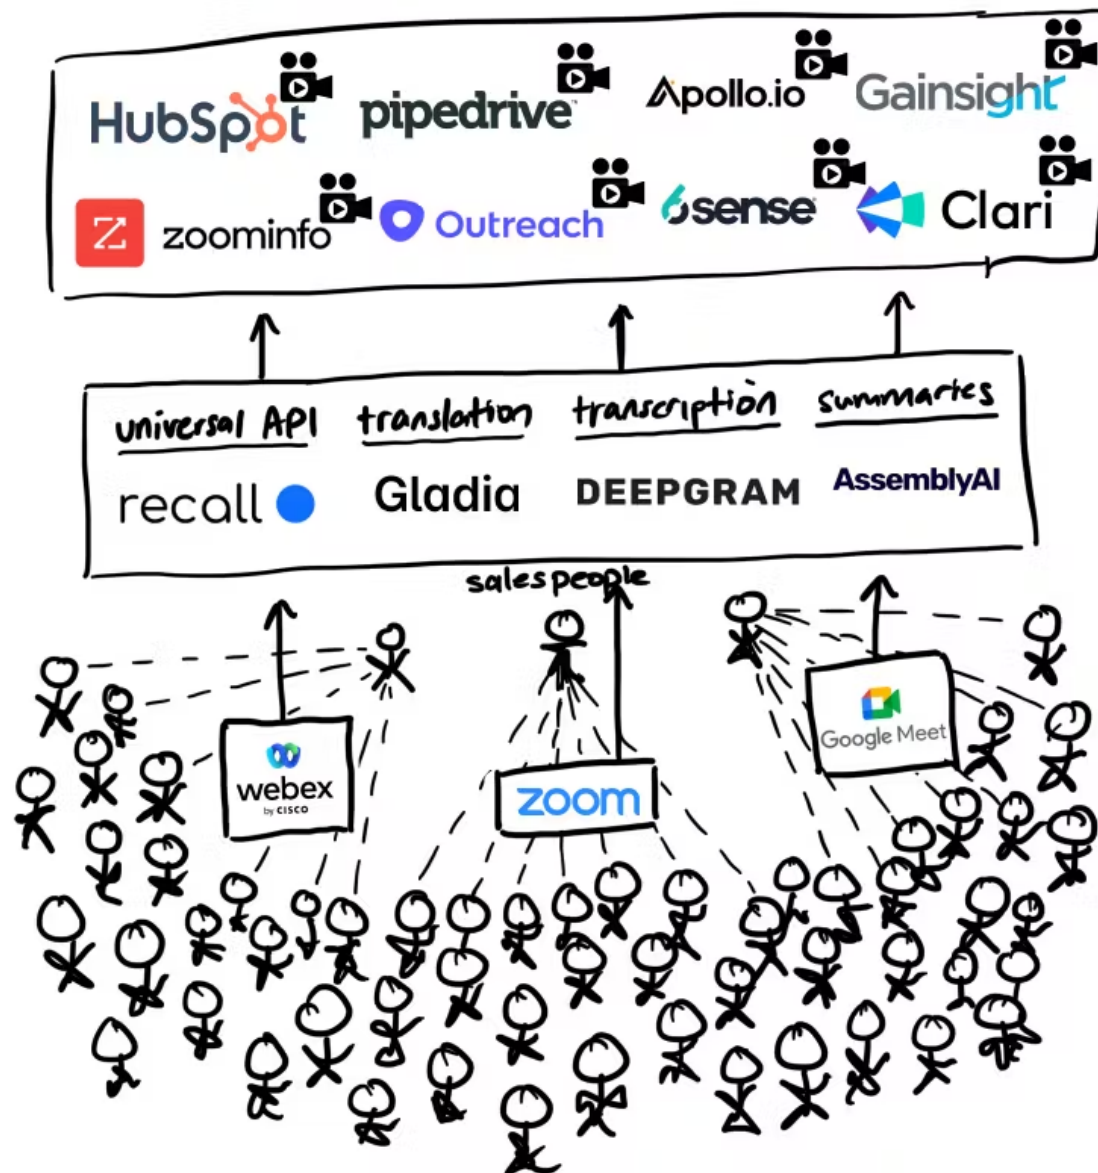 HubSpot pipedrive™ Apollo.io Gainsight
zoominfo Outreach 6sense Clari
universal API translation transcription summaries
recall Gladia DEEPGRAM AssemblyAI
salespeople
webex
by CISCO
zoom
Google Meet